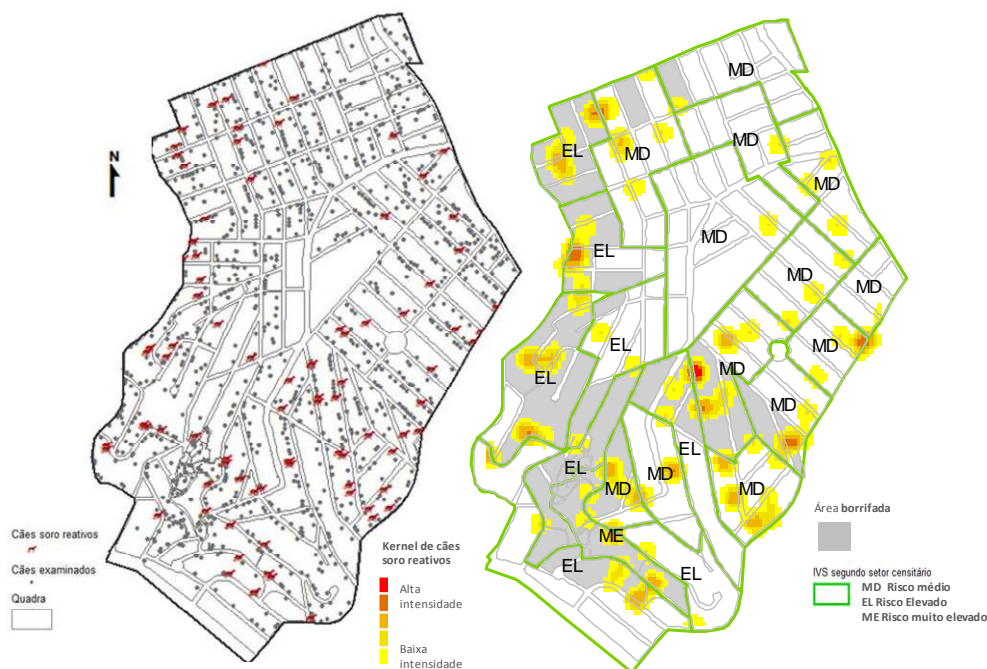 N
Cães soro reativos
Cães examinados
Quadra
Kernel de cães
soro reativos
Alta
intensidade
Baixa
intensidade
MD
MD
EL
MD
MD
MD
EL
MD
MD
MD
EL
EL
MD
MD
MD
EL
EL
MD
MD
MD
ME
EL
EL
Área borrifada
IVS segundo setor censitário
MD Risco médio
EL Risco Elevado
ME Risco muito elevado